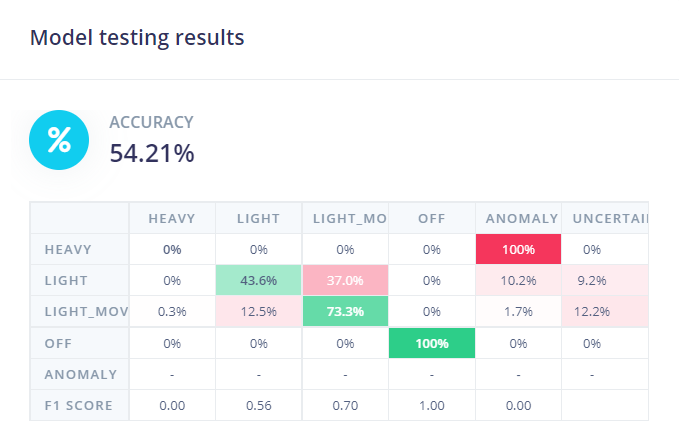 Model testing results
%
ACCURACY
54.21%
HEAVY LIGHT LIGHT_MO OFF ANOMALY UNCERTAI
HEAVY 0% 0% 0% 0% 100% 0%
LIGHT 0% 43.6% 37.0% 0% 10.2% 9.2%
LIGHT_MOV 0.3% 12.5% 73.3% 0% 1.7% 12.2%
OFF 0% 0% 0% 100% 0% 0%
ANOMALY - - - - - -
F1 SCORE 0.00 0.56 0.70 1.00 0.00